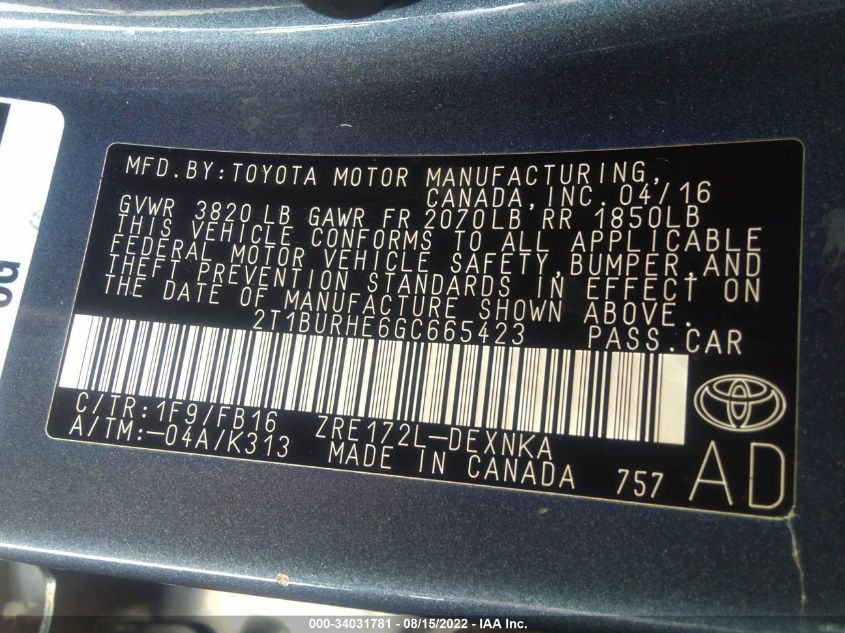 MFD.BY:TOYOTA MOTOR MANUFACTURING,
CANADA,INC. 04/16
GVWR 3820 LB GAWR FR 2070LB RR 1850LB
THIS VEHICLE CONFORMS TO ALL APPLICABLE
FEDERAL MOTOR VEHICLE SAFETY,BUMPER,AND
THEFT PREVENTION STANDARDS IN EFFECT ON
THE DATE OF MANUFACTURE SHOWN ABOVE.
2T1BURHE6GC665423 PASS.CAR
C/TR:1F9/FB16 ZRE172L-DEXNKA
A/TM:-04A/K313 MADE IN CANADA 757 AD
000-34031781 - 08/15/2022 - IAA Inc.